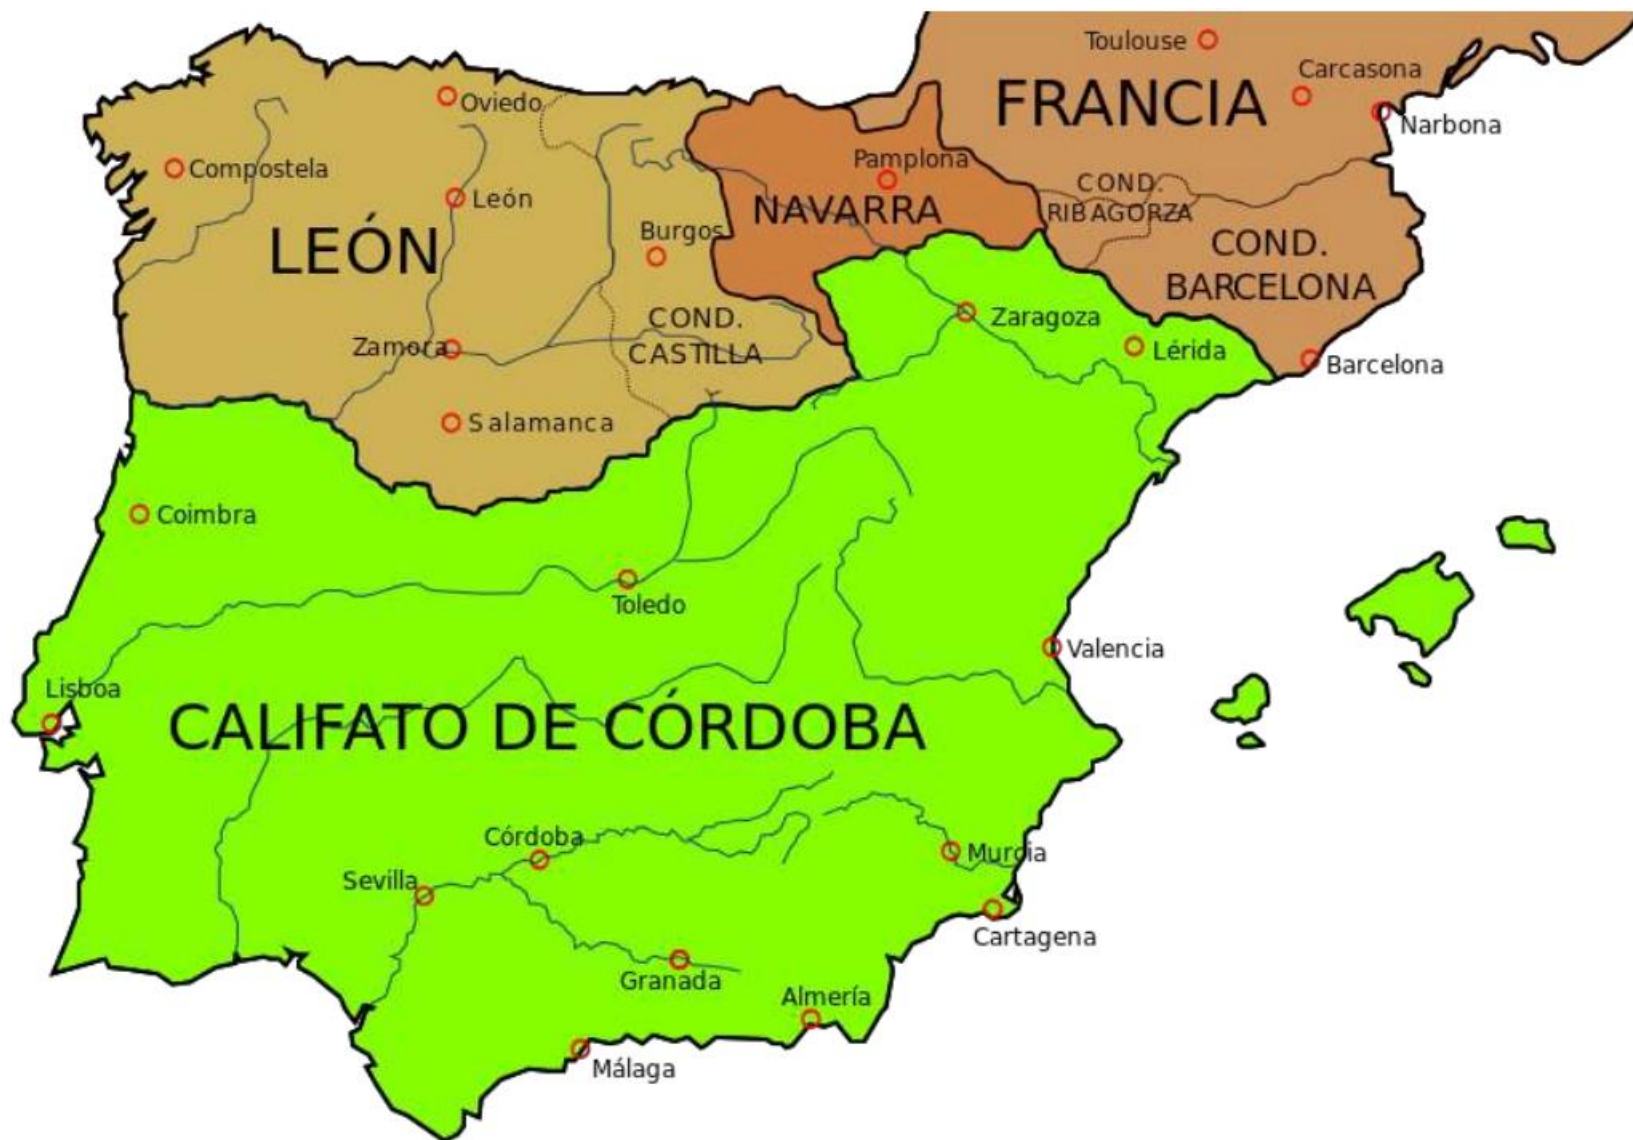 Toulouse
Carcasona
FRANCIA
Oviedo
Narbona
Compostela
León
Pamplona
COND.
RIBAGORZA
NAVARRA
LEÓN
Burgos
COND.
BARCELONA
COND.
CASTILLA
Zaragoza
Zamora
Lérida
Barcelona
Salamanca
Coimbra
Toledo
Valencia
Lisboa
CALIFATO DE CÓRDOBA
Córdoba
Murcia
Sevilla
Cartagena
Granada
Almería
Málaga